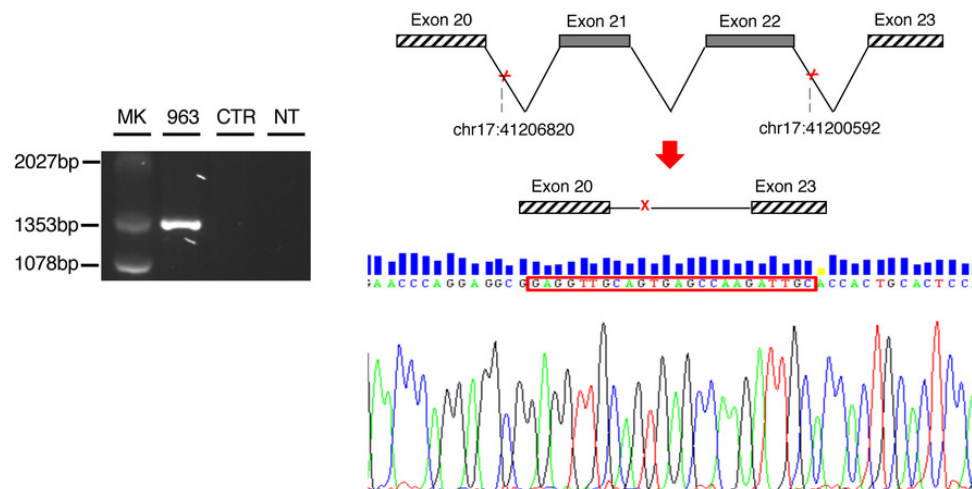 MK 963 CTR NT
2027bp
1353bp
1078bp
Exon 20 Exon 21 Exon 22 Exon 23
chr17:41206820 chr17:41200592
Exon 20 Exon 23
X
GAACCCAGGAGGCGGAGGTTGCAGTGAGCCAAGATTGCACCACTGCACTCC